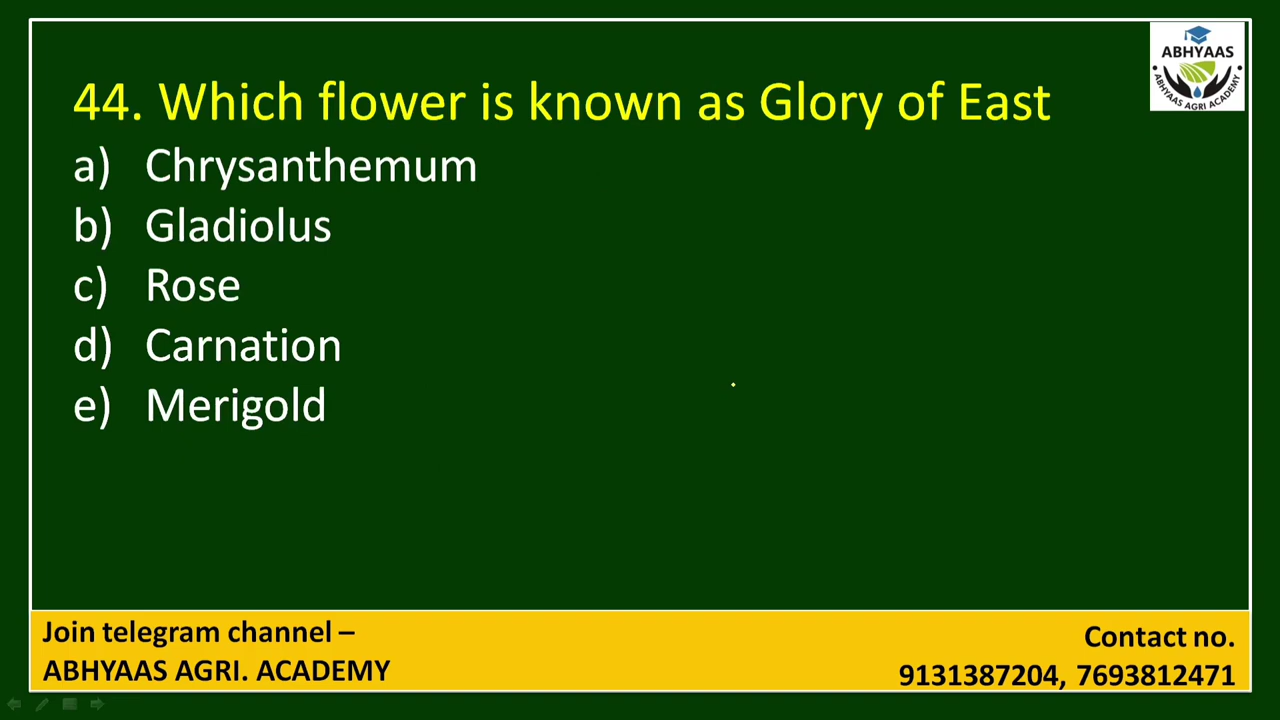 ABHYAAS
ABHYAAS AGRI ACADEMY
44. Which flower is known as Glory of East
a) Chrysanthemum
b) Gladiolus
c) Rose
d) Carnation
e) Merigold
Join telegram channel –
ABHYAAS AGRI. ACADEMY
Contact no.
9131387204, 7693812471